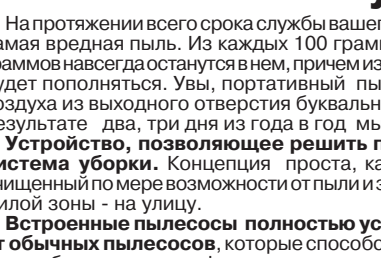 На протяжении всего срока службы вашег
амая вредная пыль. Из каждых 100 грам
раммов навсегда останутся в нем, причем из
удет пополняться. Увы, портативный пы
оздуха из выходного отверстия буквальн
езультате два, три дня из года в год мы
Устройство, позволяющее решить п
истема уборки. Концепция проста, ка
чищенный по мере возможности от пыли и з
илой зоны - на улицу.
Встроенные пылесосы полностью ус
т обычных пылесосов, которые способо